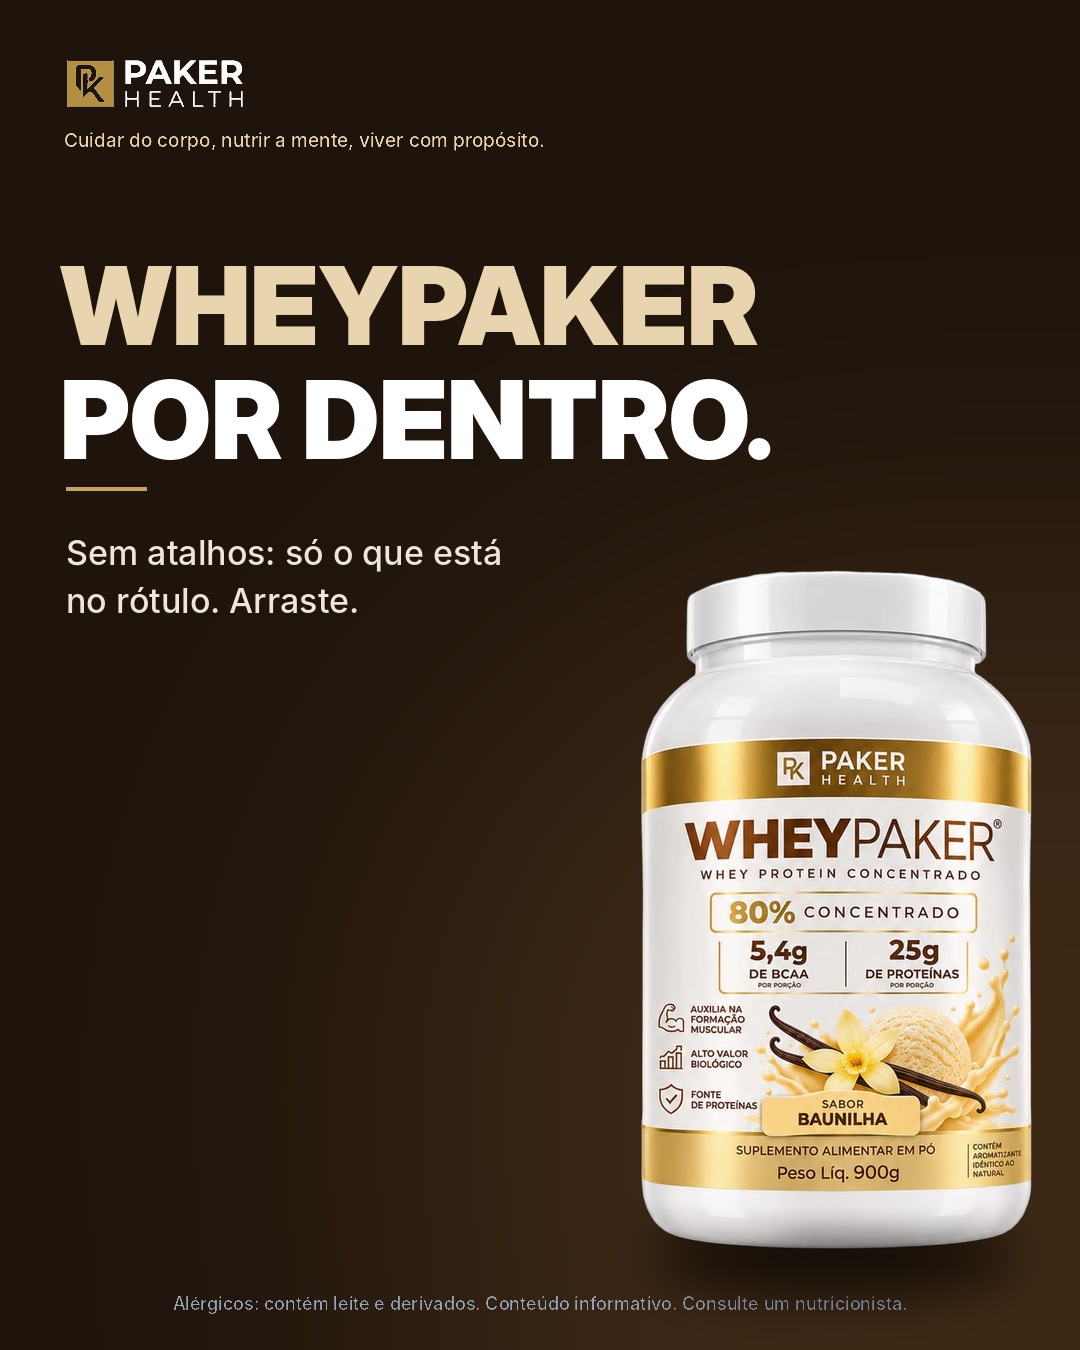 PK PAKER
HEALTH
Cuidar do corpo, nutrir a mente, viver com propósito.
WHEYPAKER
POR DENTRO.
Sem atalhos: só o que está
no rótulo. Arraste.
PK PAKER
HEALTH
WHEYPAKER®
WHEY PROTEIN CONCENTRADO
80% CONCENTRADO
5,4g
DE BCAA
POR PORÇÃO
25g
DE PROTEÍNAS
POR PORÇÃO
AUXILIA NA
FORMAÇÃO
MUSCULAR
ALTO VALOR
BIOLÓGICO
FONTE
DE PROTEÍNAS
SABOR
BAUNILHA
SUPLEMENTO ALIMENTAR EM PÓ
Peso Líq. 900g
CONTÉM
AROMATIZANTE
IDÊNTICO AO
NATURAL
Alérgicos: contém leite e derivados. Conteúdo informativo. Consulte um nutricionista.